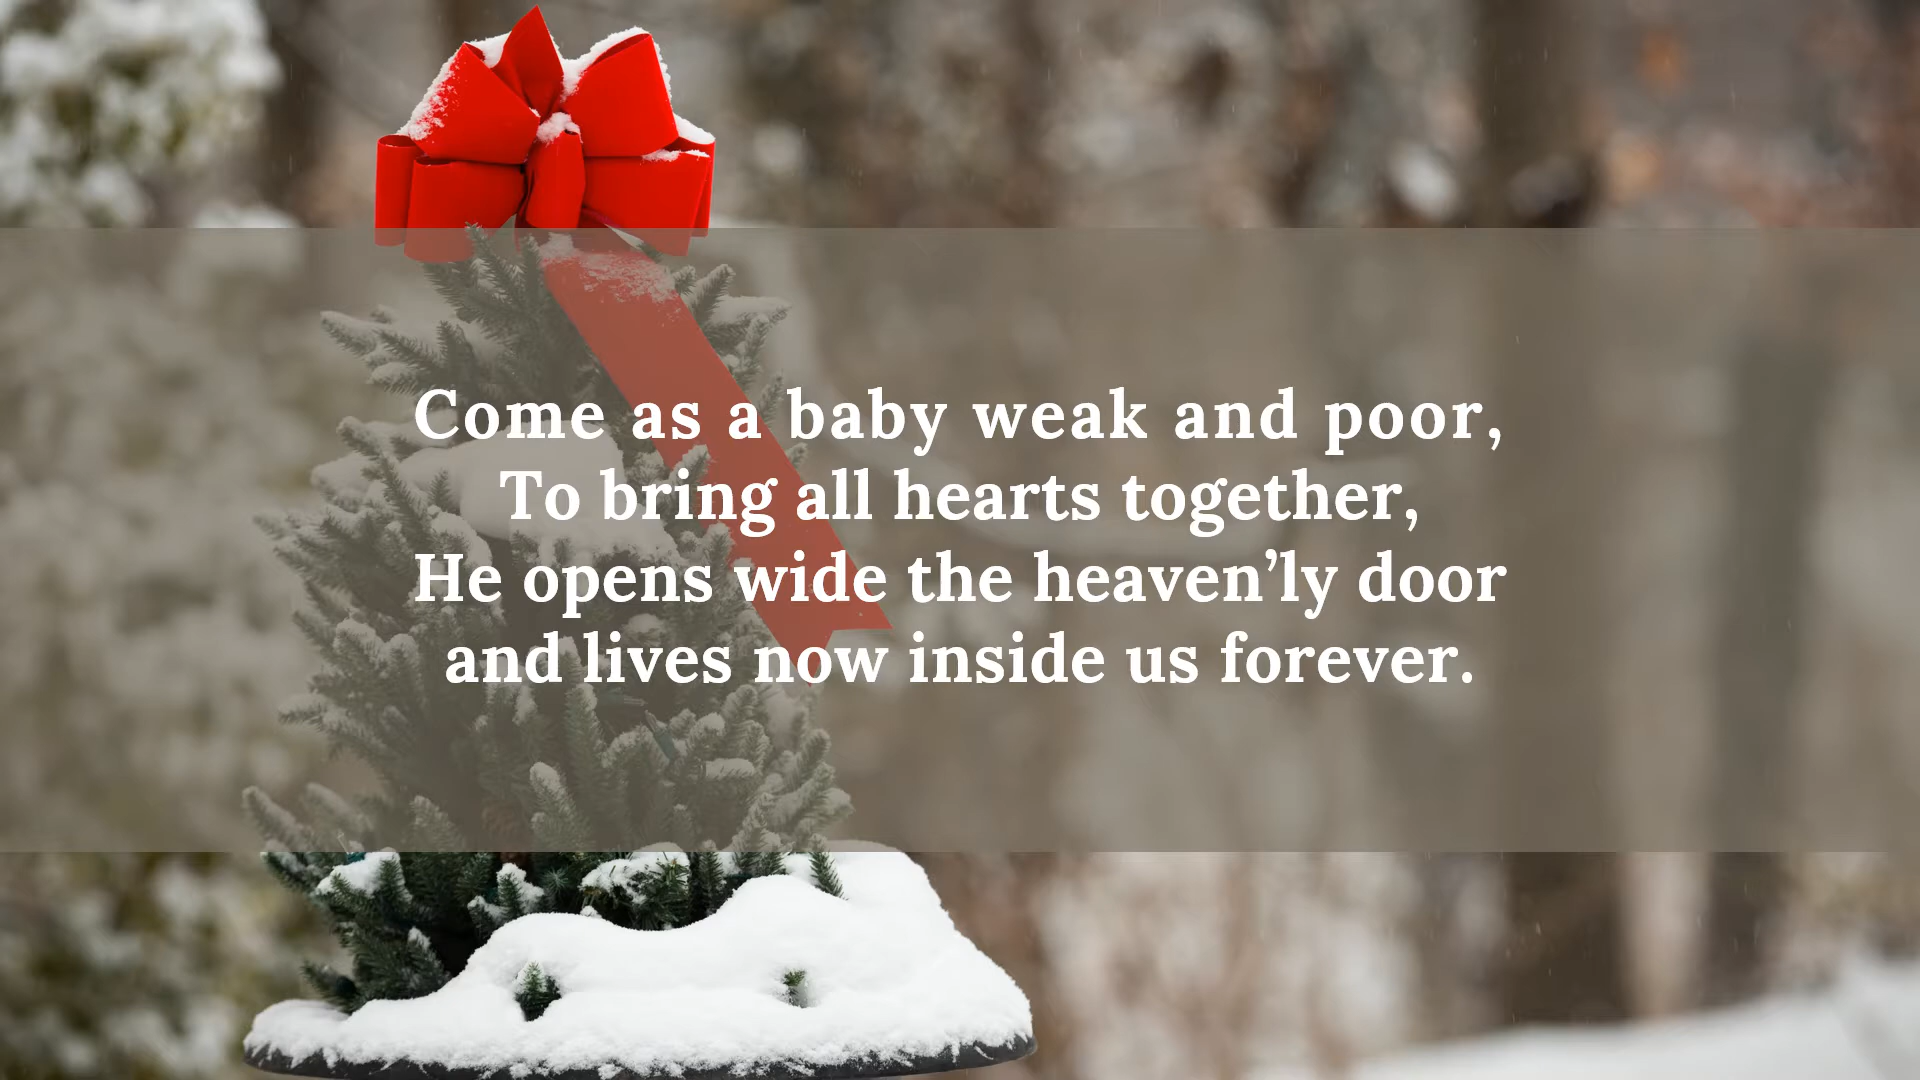 Come as a baby weak and poor,
To bring all hearts together,
He opens wide the heaven’ly door
and lives now inside us forever.